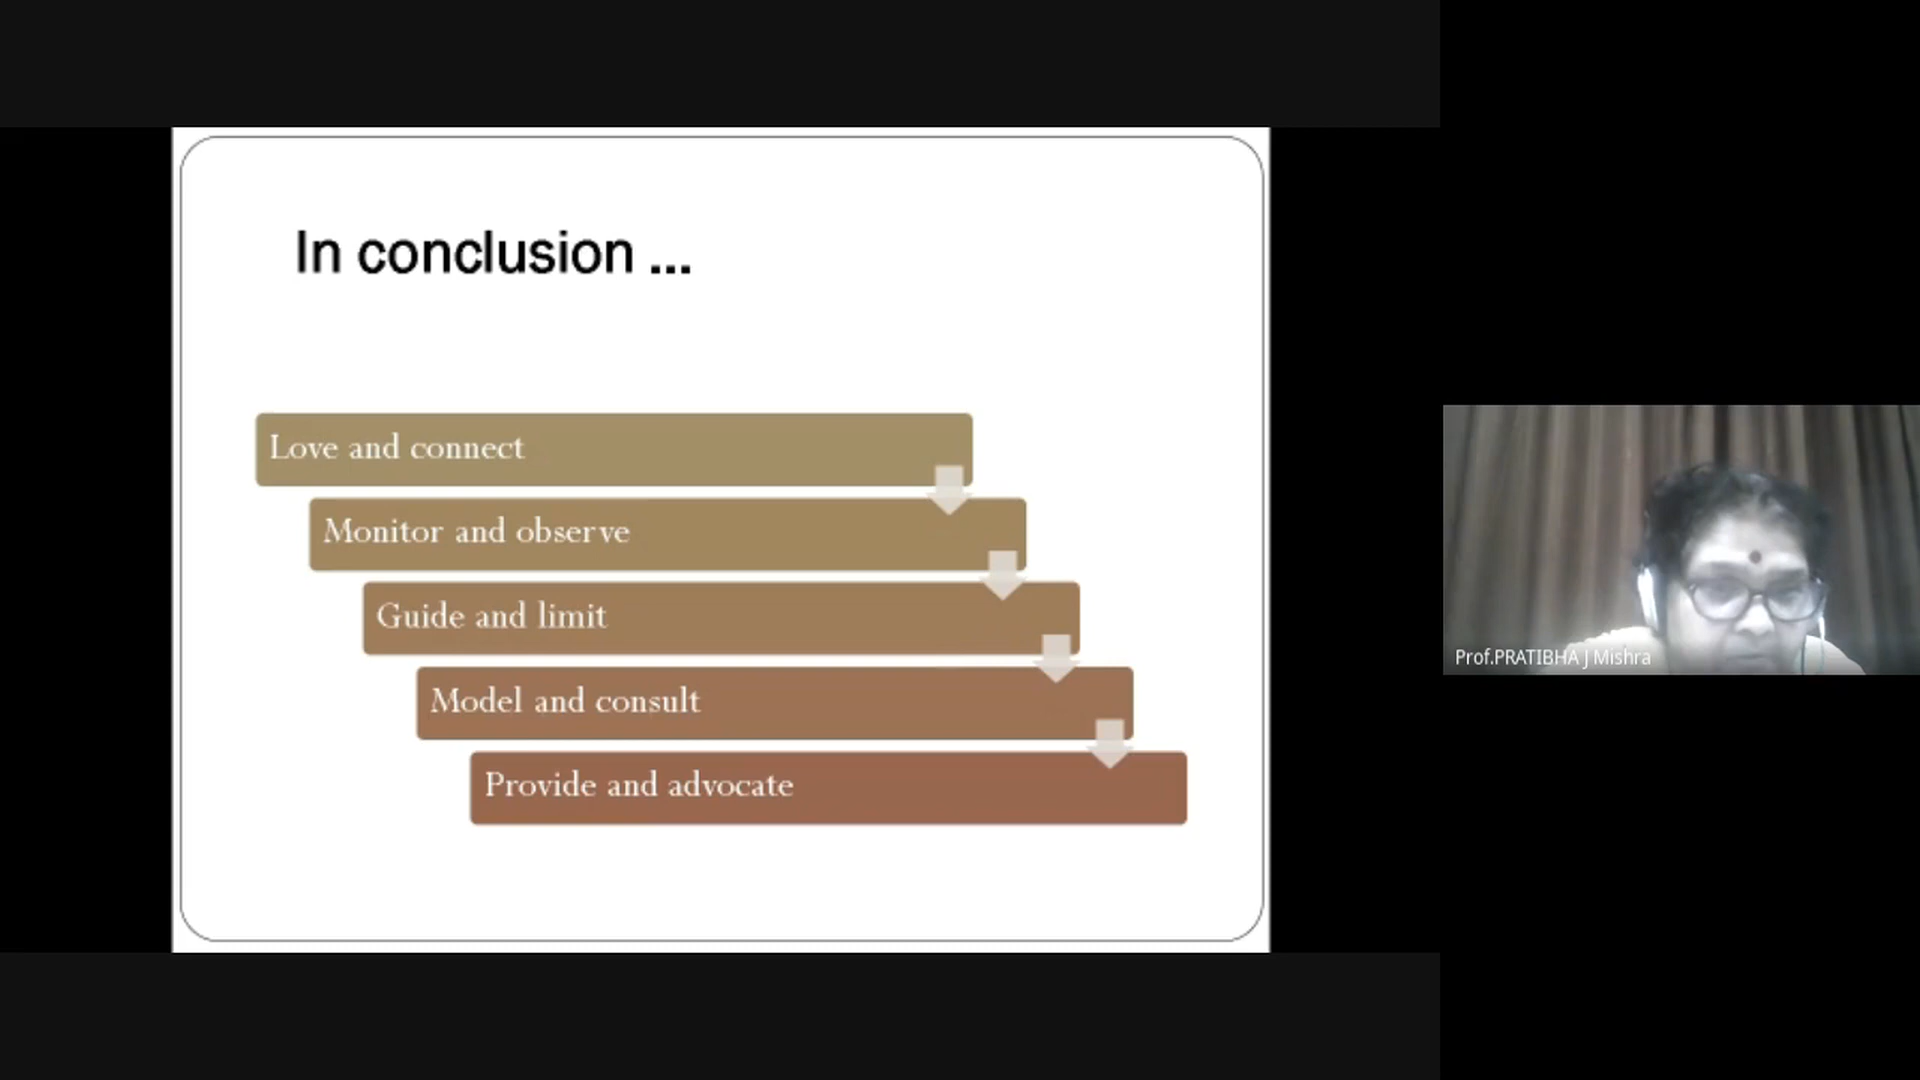 In conclusion ...
Love and connect
Monitor and observe
Guide and limit
Model and consult
Provide and advocate
Prof.PRATIBHA J Mishra